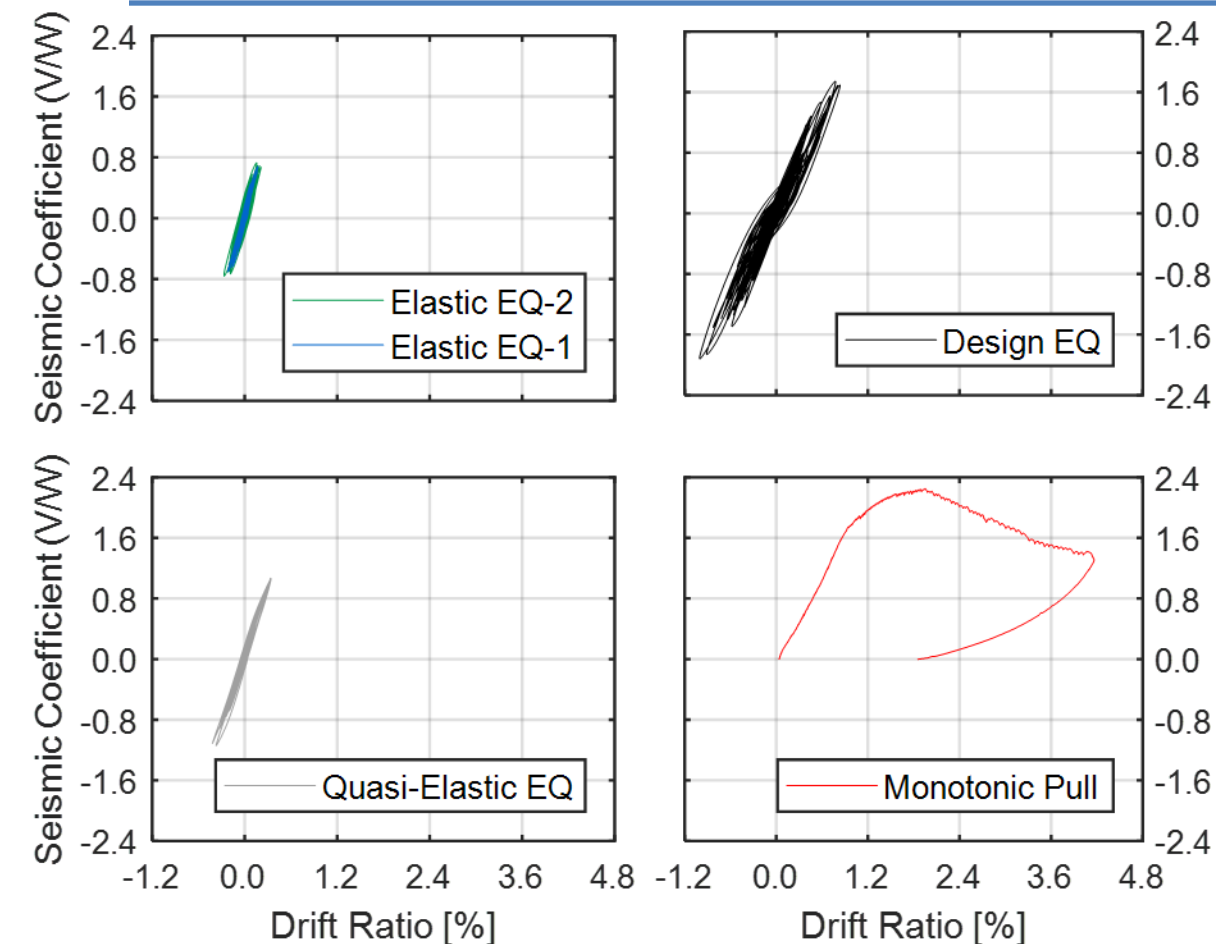 Seismic Coefficient (V/W)
2.4
1.6
0.8
0.0
-0.8
-1.6
-2.4
Elastic EQ-2
Elastic EQ-1
2.4
1.6
0.8
0.0
-0.8
-1.6
-2.4
Design EQ
Seismic Coefficient (V/W)
2.4
1.6
0.8
0.0
-0.8
-1.6
-2.4
Quasi-Elastic EQ
-1.2 0.0 1.2 2.4 3.6 4.8
Drift Ratio [%]
2.4
1.6
0.8
0.0
-0.8
-1.6
-2.4
Monotonic Pull
-1.2 0.0 1.2 2.4 3.6 4.8
Drift Ratio [%]